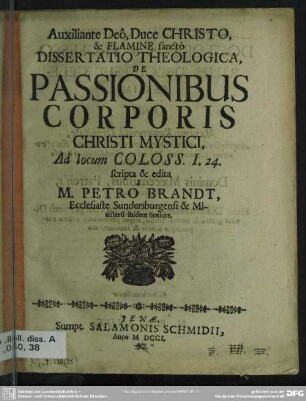 Auxiliante Deô, Duce CHRISTO,
& FLAMINE sanctô
DISSERTATIO THEOLOGICA,
DE
PASSIONIBUS
CORPORIS
CHRISTI MYSTICI,
Ad locum COLOSS. I. 24.
scripta & edita
à
M. PETRO BRANDT,
Ecclesiaste Sundersburgensi & Mi-
nisterii ibidem Seniore.
JENÆ,
Sumpt. SALAMONIS SCHMIDII,
Anno M DCCI.